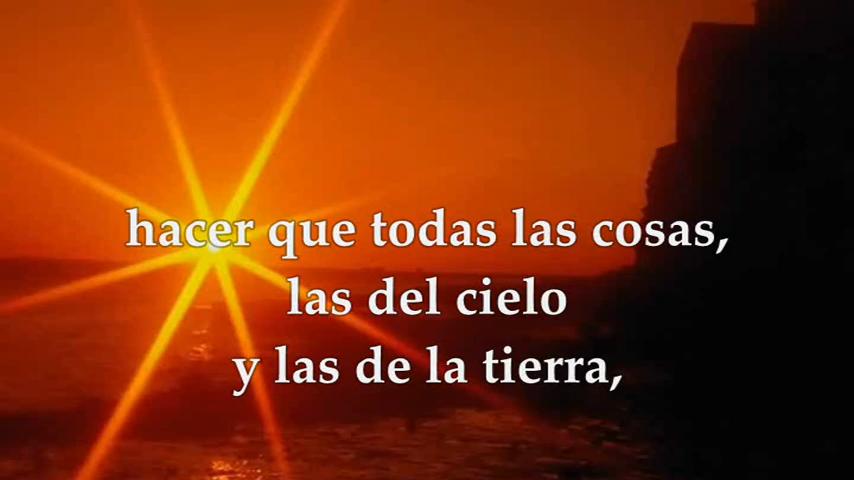 hacer que todas las cosas,
las del cielo
y las de la tierra,